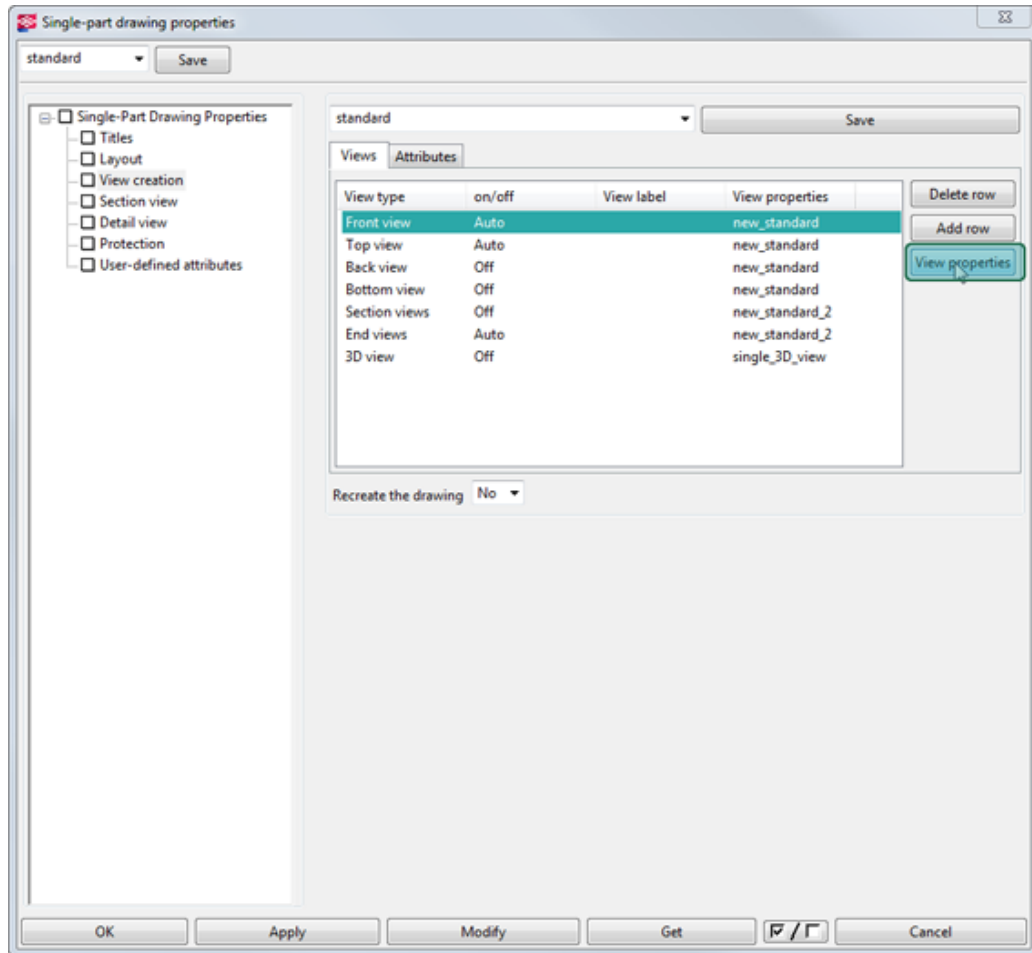 Single-part drawing properties
standard Save
Single-Part Drawing Properties
Titles
Layout
View creation
Section view
Detail view
Protection
User-defined attributes
standard Save
Views Attributes
View type on/off View label View properties
Front view Auto new_standard
Top view Auto new_standard
Back view Off new_standard
Bottom view Off new_standard
Section views Off new_standard_2
End views Auto new_standard_2
3D view Off single_3D_view
Delete row
Add row
View properties
Recreate the drawing No
OK Apply Modify Get / Cancel